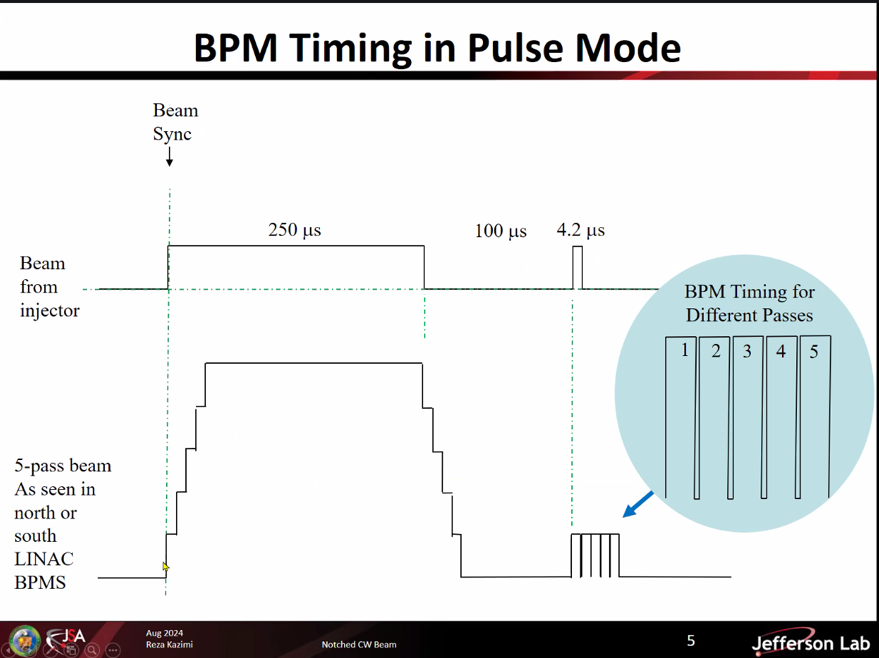 BPM Timing in Pulse Mode
Beam
Sync
250 μs
100 μs
4.2 μs
Beam
from
injector
BPM Timing for
Different Passes
1 2 3 4 5
5-pass beam
As seen in
north or
south
LINAC
BPMS
JSA
Aug 2024
Reza Kazimi
Notched CW Beam
5
Jefferson Lab